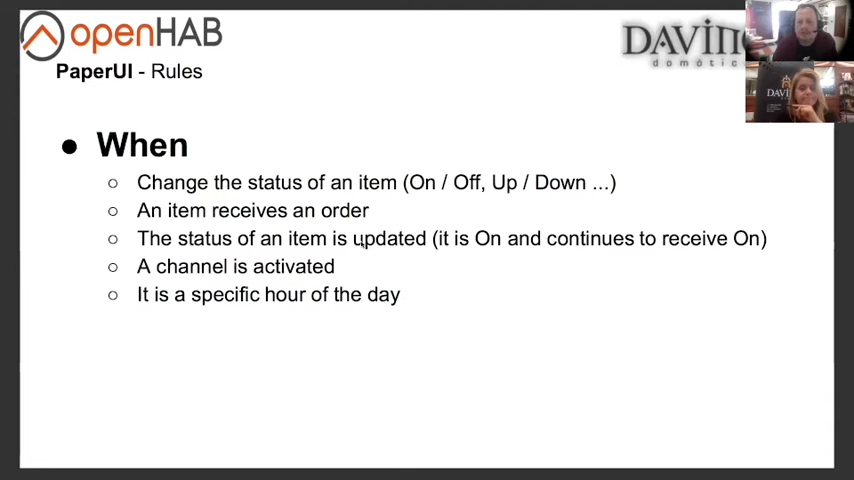 openHAB
DAVIN
domótic
PaperUI - Rules
DAVI
● When
○ Change the status of an item (On / Off, Up / Down ...)
○ An item receives an order
○ The status of an item is updated (it is On and continues to receive On)
○ A channel is activated
○ It is a specific hour of the day